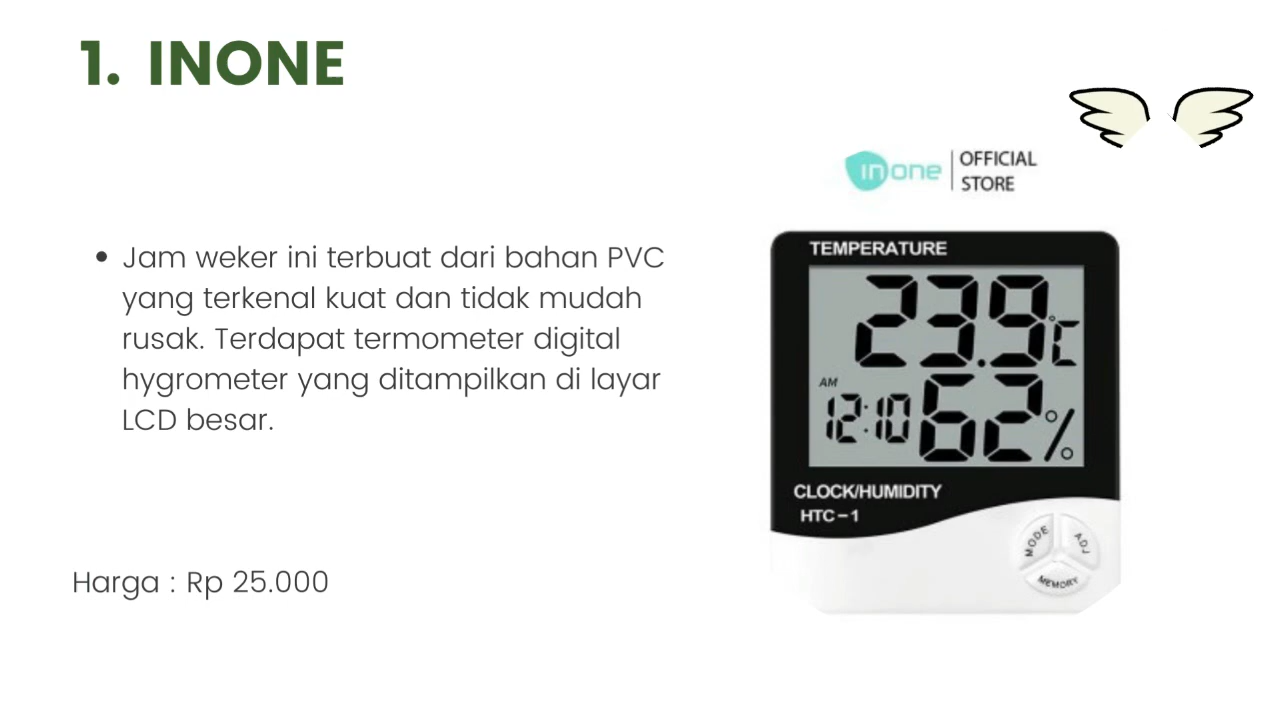 1. INONE
inone OFFICIAL
STORE
Jam weker ini terbuat dari bahan PVC
yang terkenal kuat dan tidak mudah
rusak. Terdapat termometer digital
hygrometer yang ditampilkan di layar
LCD besar.
Harga : Rp 25.000
TEMPERATURE
23.9°C
AM
12:10 62%
CLOCK/HUMIDITY
HTC-1
MODE
ADJ
MEMORY